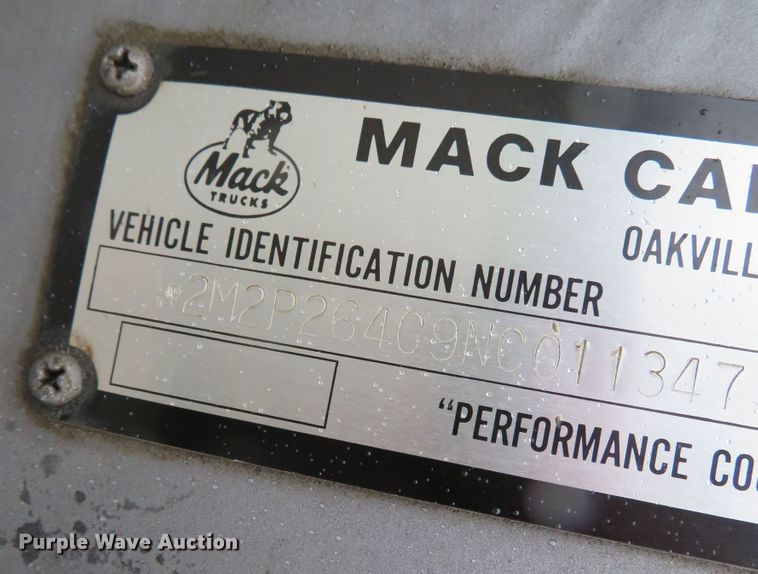 Mack
TRUCKS
MACK CA
OAKVILL
VEHICLE IDENTIFICATION NUMBER
2M2P264C9NC011347
"PERFORMANCE CO
Purple Wave Auction